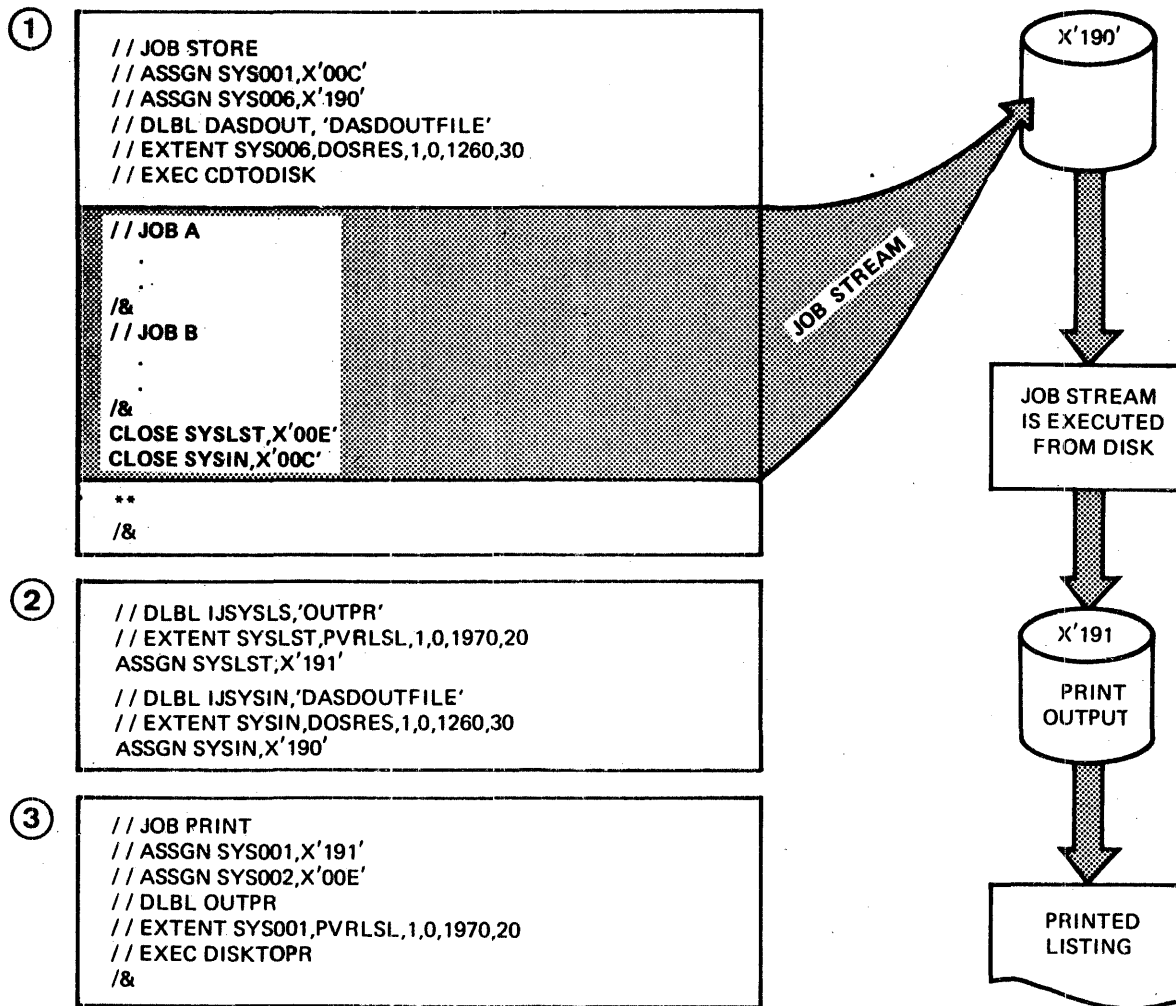 1
// JOB STORE
// ASSGN SYS001,X'00C'
// ASSGN SYS006,X'190'
// DLBL DASDOUT, 'DASDOUTFILE'
// EXTENT SYS006,DOSRES,1,0,1260,30
// EXEC CDTODISK
// JOB A
.
.
/&
// JOB B
.
.
/&
CLOSE SYSLST,X'00E'
CLOSE SYSIN,X'00C'
**
/&
JOB STREAM
X'190'
JOB STREAM
IS EXECUTED
FROM DISK
2
// DLBL IJSYSLS,'OUTPR'
// EXTENT SYSLST,PVRLSL,1,0,1970,20
ASSGN SYSLST,X'191'
// DLBL IJSYSIN,'DASDOUTFILE'
// EXTENT SYSIN,DOSRES,1,0,1260,30
ASSGN SYSIN,X'190'
X'191
PRINT
OUTPUT
3
// JOB PRINT
// ASSGN SYS001,X'191'
// ASSGN SYS002,X'00E'
// DLBL OUTPR
// EXTENT SYS001,PVRLSL,1,0,1970,20
// EXEC DISKTOPR
/&
PRINTED
LISTING